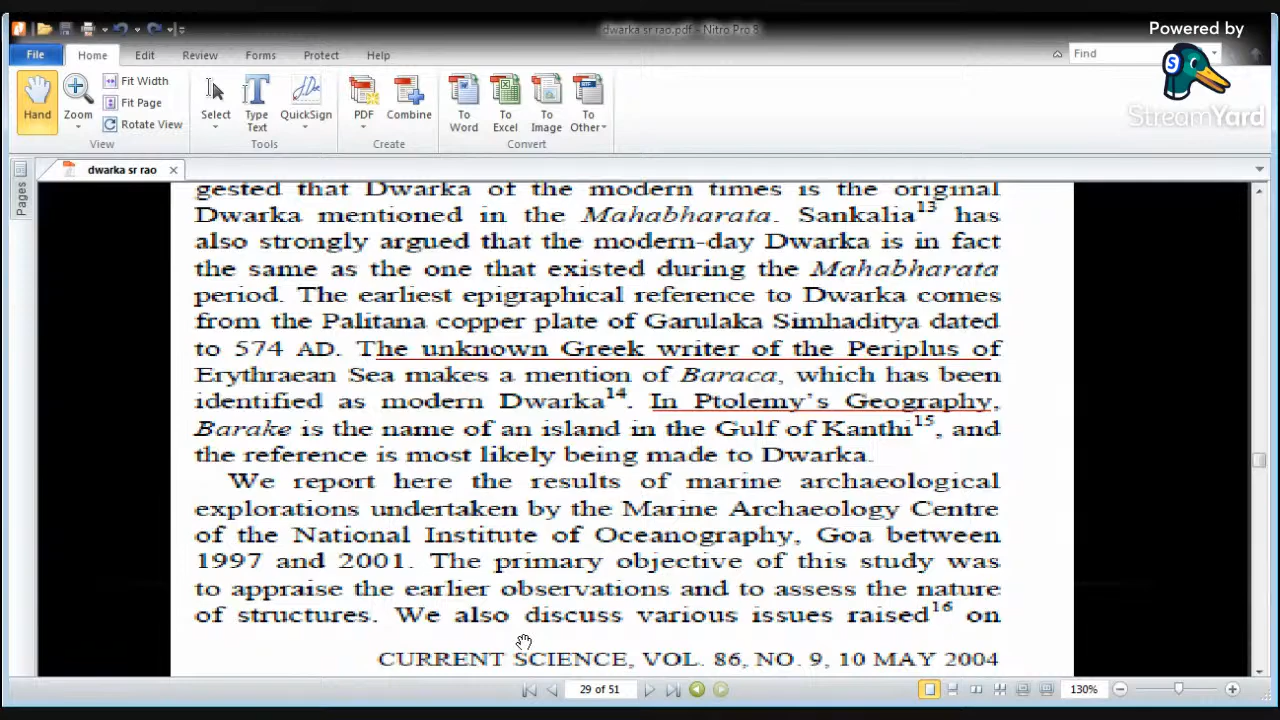 dwarka sr rao.pdf - Nitro Pro 8
Powered by
StreamYard
File Home Edit Review Forms Protect Help
Find
Hand
Zoom
Fit Width
Fit Page
Rotate View
Select
Type Text
QuickSign
PDF
Combine
To Word
To Excel
To Image
To Other
View
Tools
Create
Convert
dwarka sr rao
Pages
gested that Dwarka of the modern times is the original
Dwarka mentioned in the Mahabharata. Sankalia13 has
also strongly argued that the modern-day Dwarka is in fact
the same as the one that existed during the Mahabharata
period. The earliest epigraphical reference to Dwarka comes
from the Palitana copper plate of Garulaka Simhaditya dated
to 574 AD. The unknown Greek writer of the Periplus of
Erythraean Sea makes a mention of Baraca, which has been
identified as modern Dwarka14. In Ptolemy's Geography,
Barake is the name of an island in the Gulf of Kanthi15, and
the reference is most likely being made to Dwarka.
We report here the results of marine archaeological
explorations undertaken by the Marine Archaeology Centre
of the National Institute of Oceanography, Goa between
1997 and 2001. The primary objective of this study was
to appraise the earlier observations and to assess the nature
of structures. We also discuss various issues raised16 on
CURRENT SCIENCE, VOL. 86, NO. 9, 10 MAY 2004
29 of 51
130%